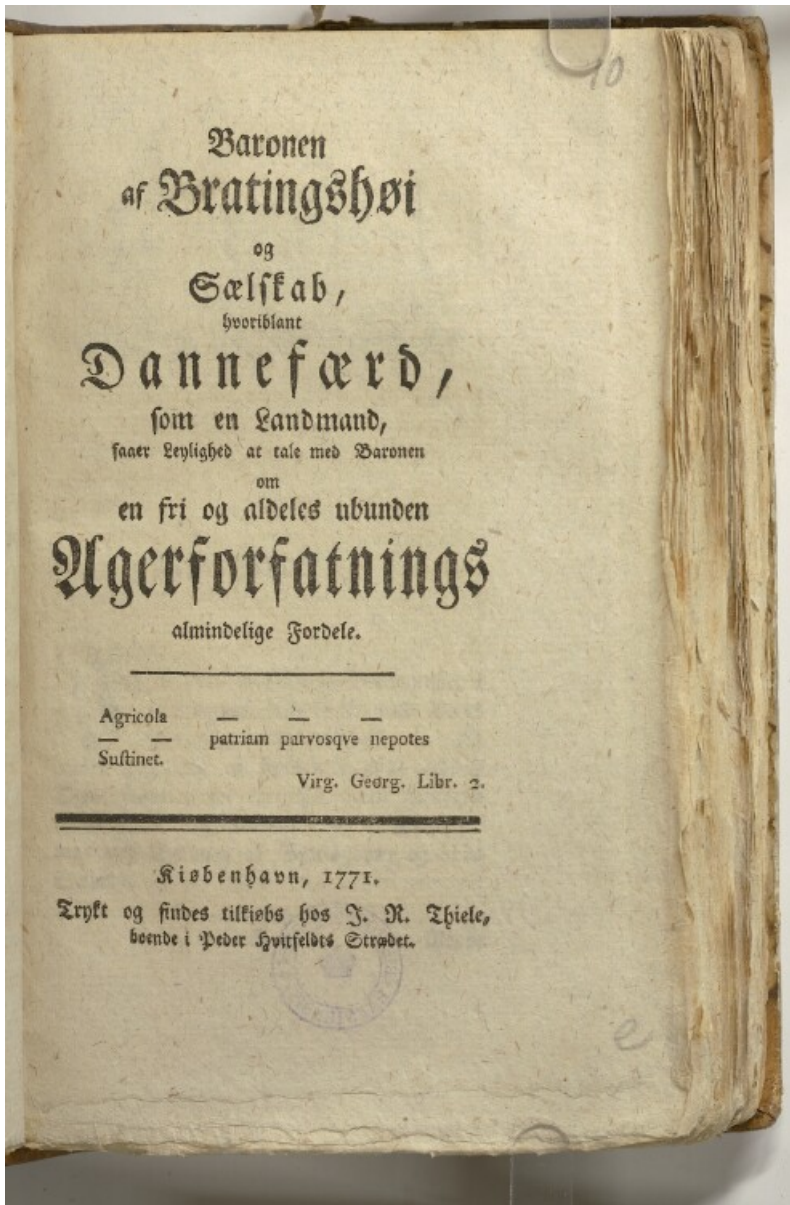 10
Baronen
af Bratingshøi
og
Sælskab,
hvoriblant
Dannefærd,
som en Landmand,
faaer Leylighed at tale med Baronen
om
en fri og aldeles ubunden
Agerforfatnings
almindelige Fordele.
Agricola — — —
— — patriam parvosqve nepotes
Sustinet.
Virg. Georg. Libr. 2.
Kiøbenhavn, 1771.
Trykt og findes tilkiøbs hos J. R. Thiele,
boende i Peder Hvitfeldts Strædet.
e